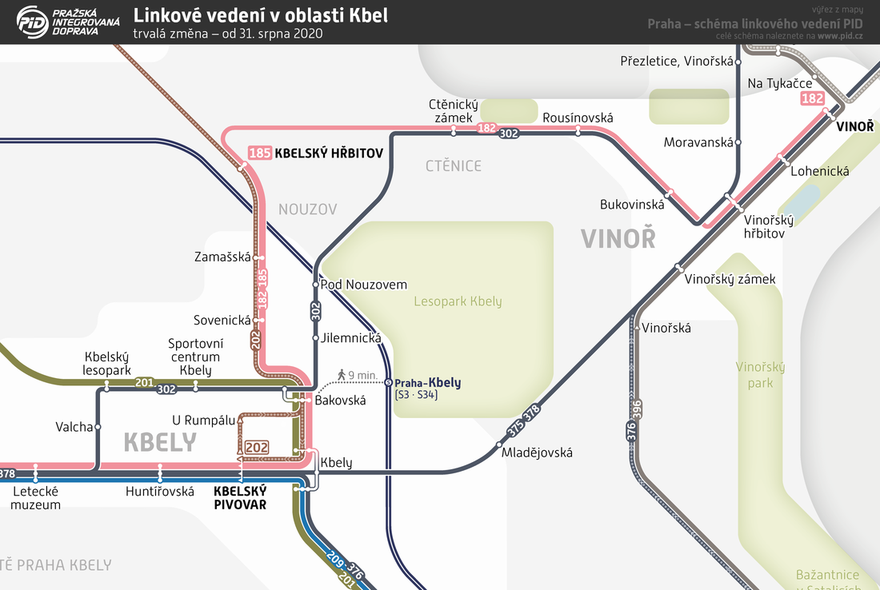 PID
PRAŽSKÁ
INTEGROVANÁ
DOPRAVA
Linkové vedení v oblasti Kbel
trvalá změna – od 31. srpna 2020
výřez z mapy
Praha – schéma linkového vedení PID
celé schéma naleznete na www.pid.cz
Přezletice, Vinořská
Na Tykačce
182
VINOŘ
Ctěnický
zámek
182
302
Rousínovská
Moravanská
185 KBELSKÝ HŘBITOV
CTĚNICE
Lohenická
NOUZOV
Bukovinská
VINOŘ
Vinořský
hřbitov
Zamašská
182 185
Pod Nouzovem
302
Vinořský zámek
Lesopark Kbely
Sovenická
202
Jilemnická
Vinořská
Kbelský
lesopark
Sportovní
centrum
Kbely
201
302
9 min.
Praha-Kbely
[S3 · S34]
Vinořský
park
Bakovská
U Rumpálu
Valcha
KBELY
202
375 378
376
396
Mladějovská
Kbely
378
Letecké
muzeum
Huntířovská
KBELSKÝ
PIVOVAR
TĚ PRAHA KBELY
209 376
201
Bažantnice
v Satalicích